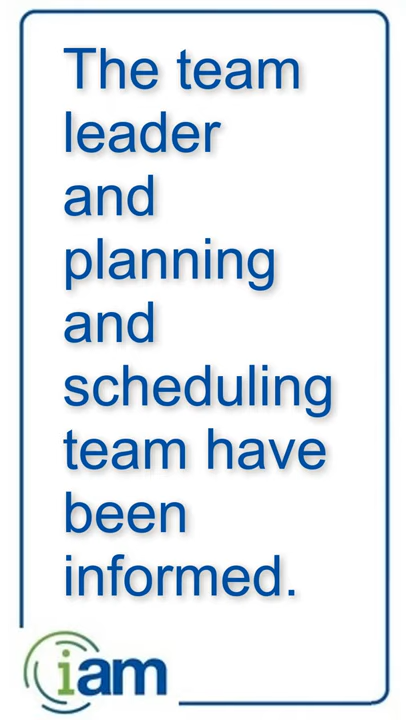 The team
leader
and
planning
and
scheduling
team have
been
informed.
iam